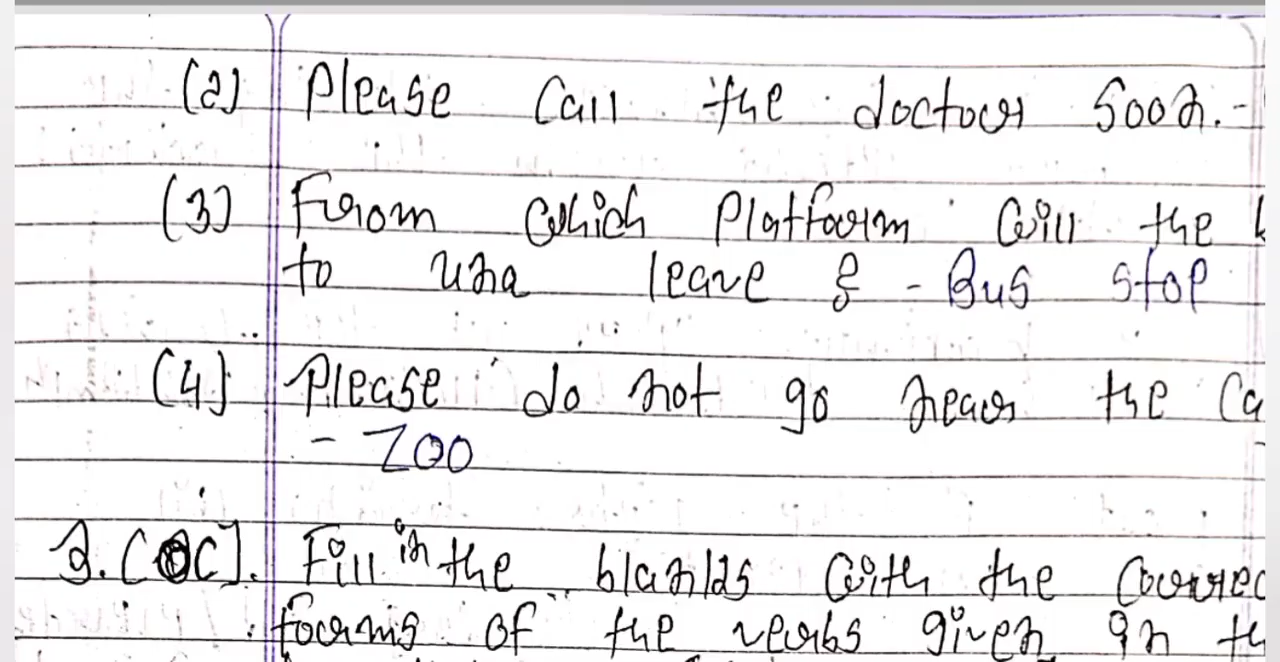 (2) Please Call the doctor soon. -
(3) From which Platform will the
to una leave ? - Bus stop
(4) Please do not go near the Ca
- Zoo
3. (C). Fill in the blanks with the Correc
forms of the verbs given in th